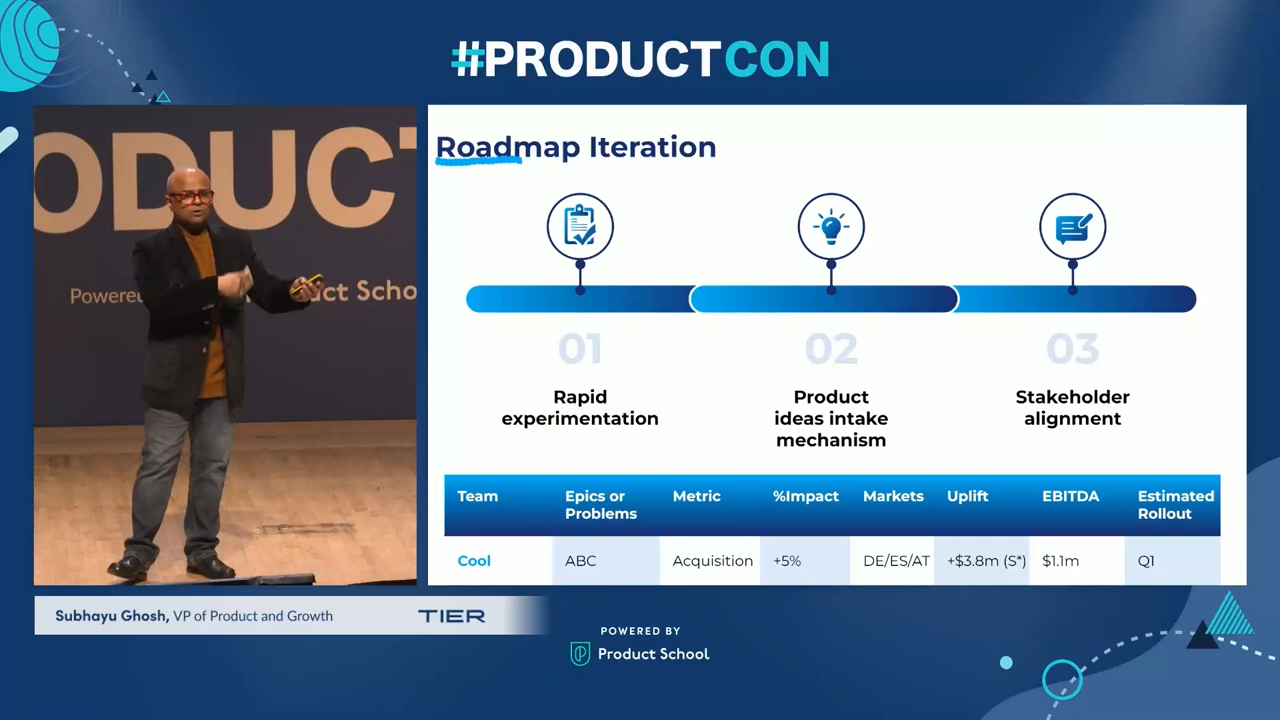 #PRODUCTCON
ODUCT
Powered
ct Scho
Roadmap Iteration
01
Rapid
experimentation
02
Product
ideas intake
mechanism
03
Stakeholder
alignment
Team Epics or Problems Metric %Impact Markets Uplift EBITDA Estimated Rollout
Cool ABC Acquisition +5% DE/ES/AT +$3.8m (S*) $1.1m Q1
Subhayu Ghosh, VP of Product and Growth TIER
POWERED BY
Product School